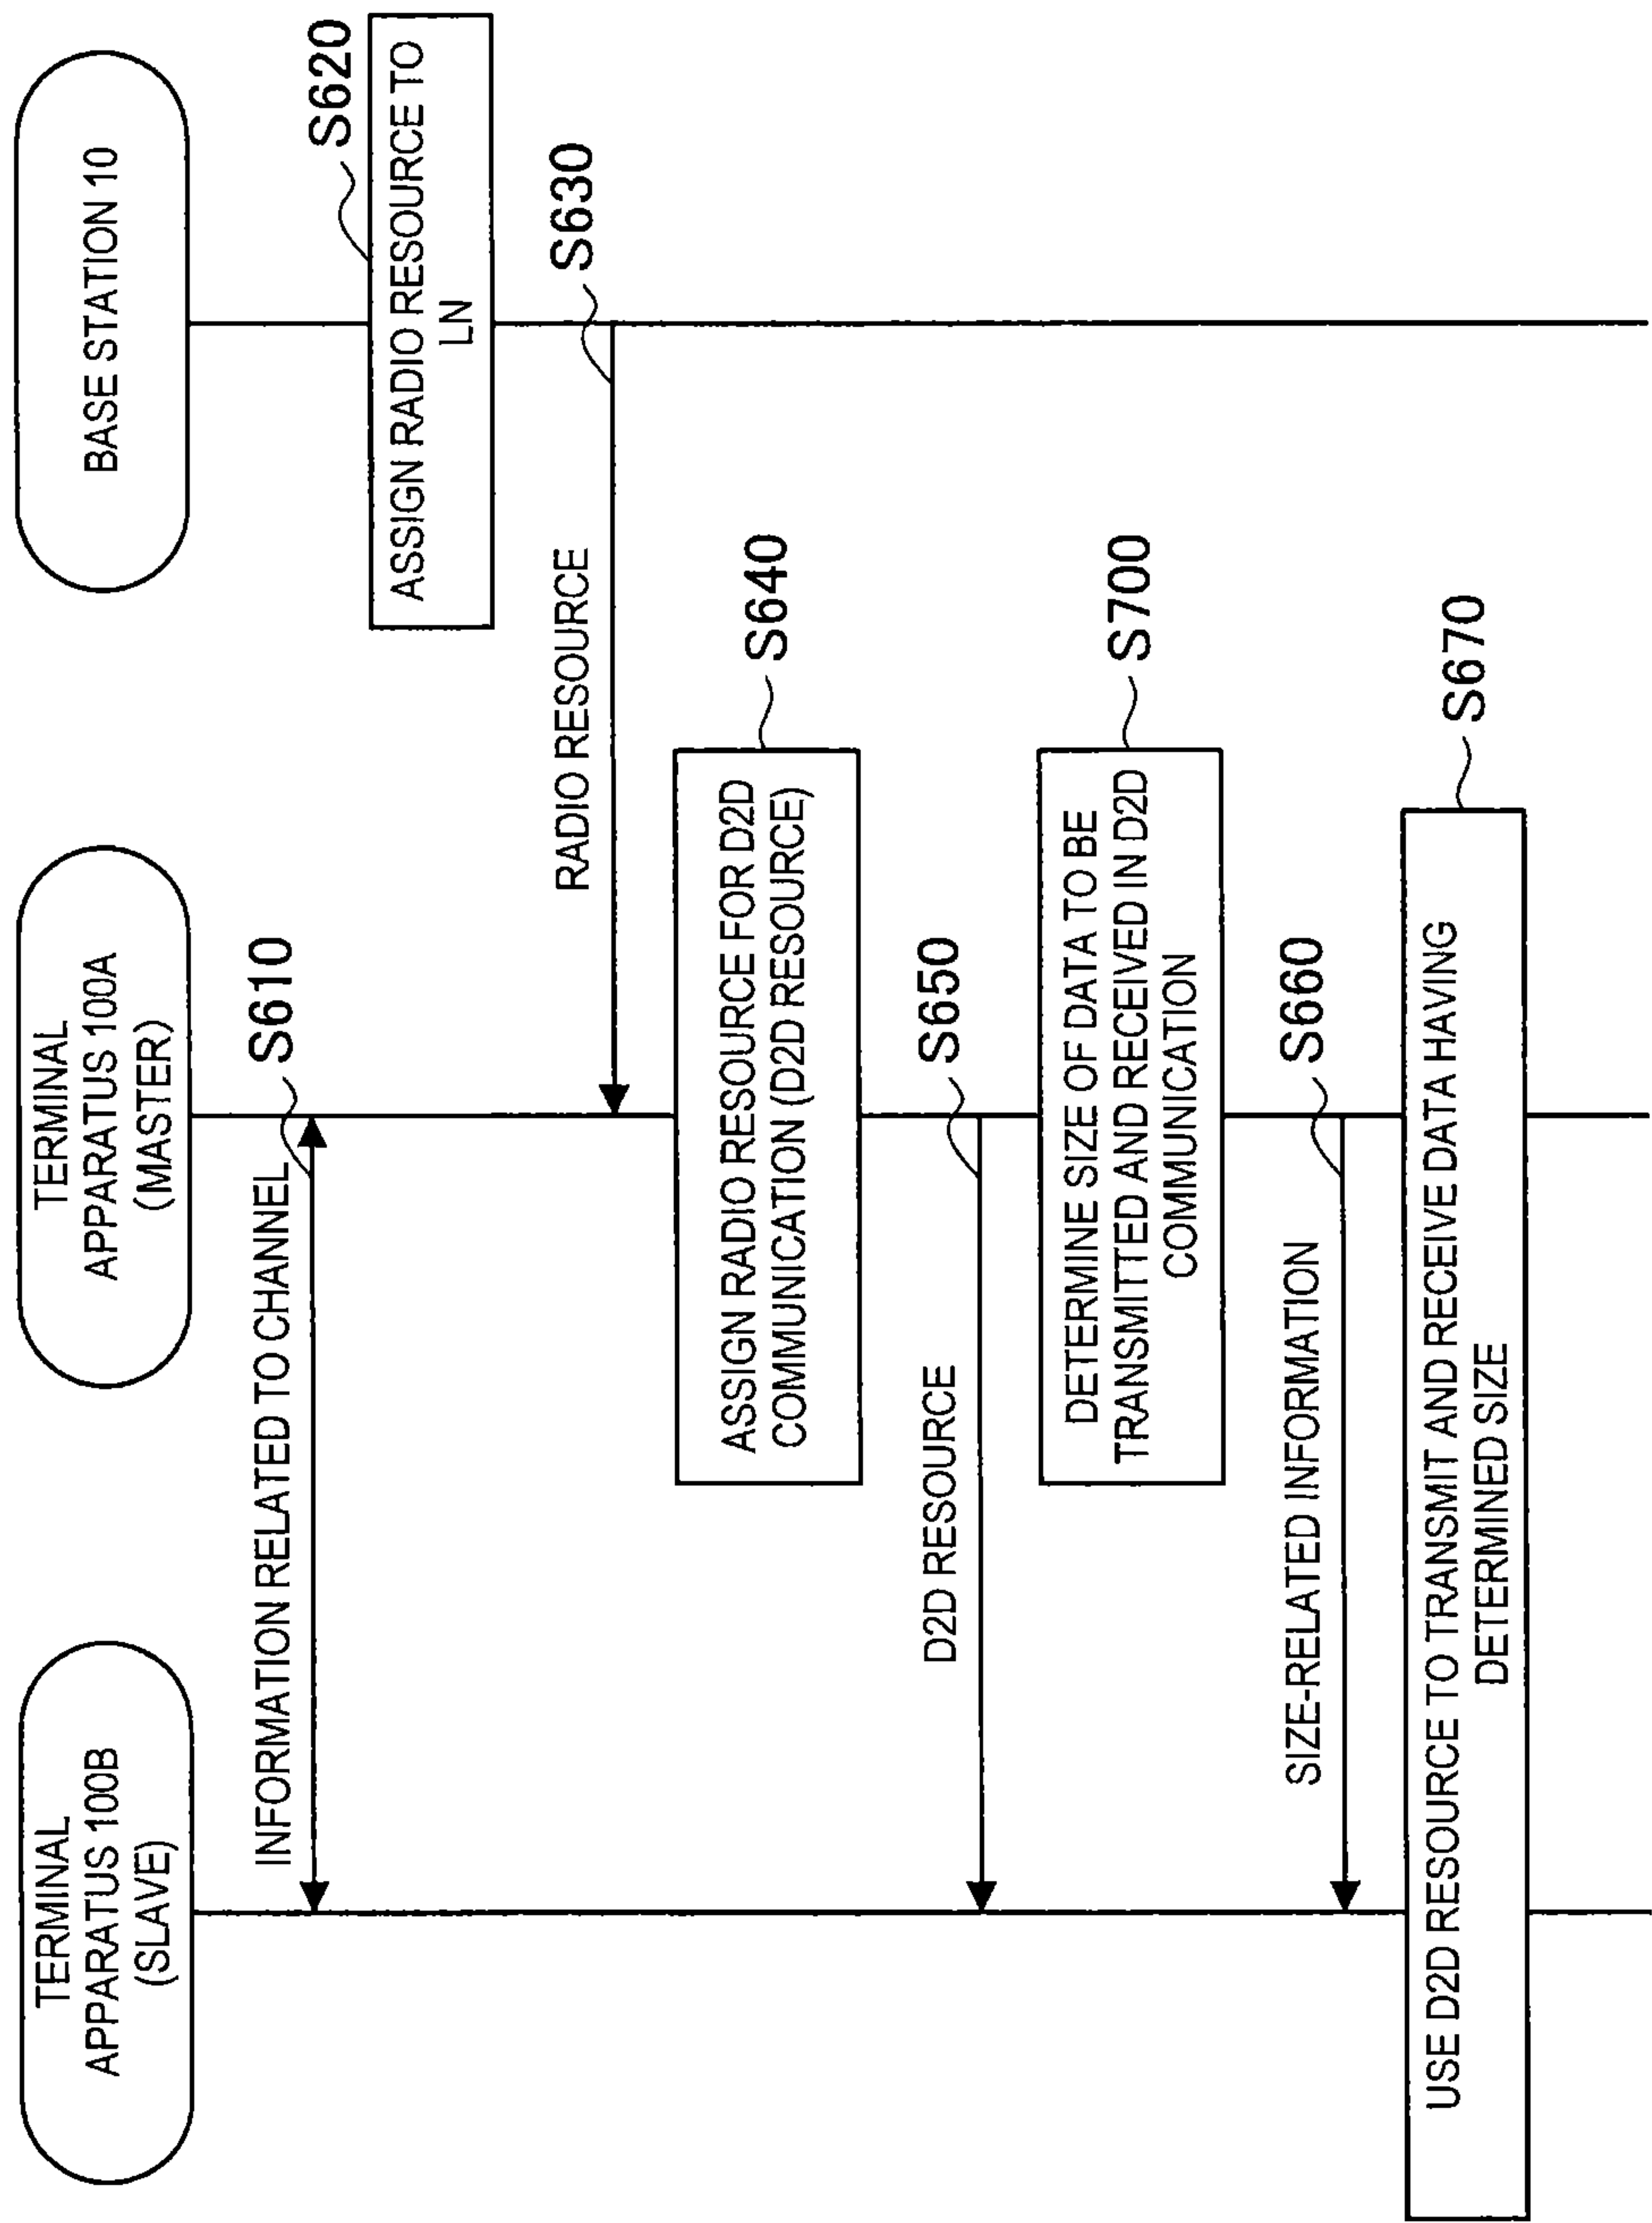 TERMINAL
APPARATUS 100B
(SLAVE)
TERMINAL
APPARATUS 100A
(MASTER)
BASE STATION 10
INFORMATION RELATED TO CHANNEL
S610
S620
ASSIGN RADIO RESOURCE TO
LN
RADIO RESOURCE
S630
S640
ASSIGN RADIO RESOURCE FOR D2D
COMMUNICATION (D2D RESOURCE)
D2D RESOURCE
S650
S700
DETERMINE SIZE OF DATA TO BE
TRANSMITTED AND RECEIVED IN D2D
COMMUNICATION
SIZE-RELATED INFORMATION
S660
S670
USE D2D RESOURCE TO TRANSMIT AND RECEIVE DATA HAVING
DETERMINED SIZE